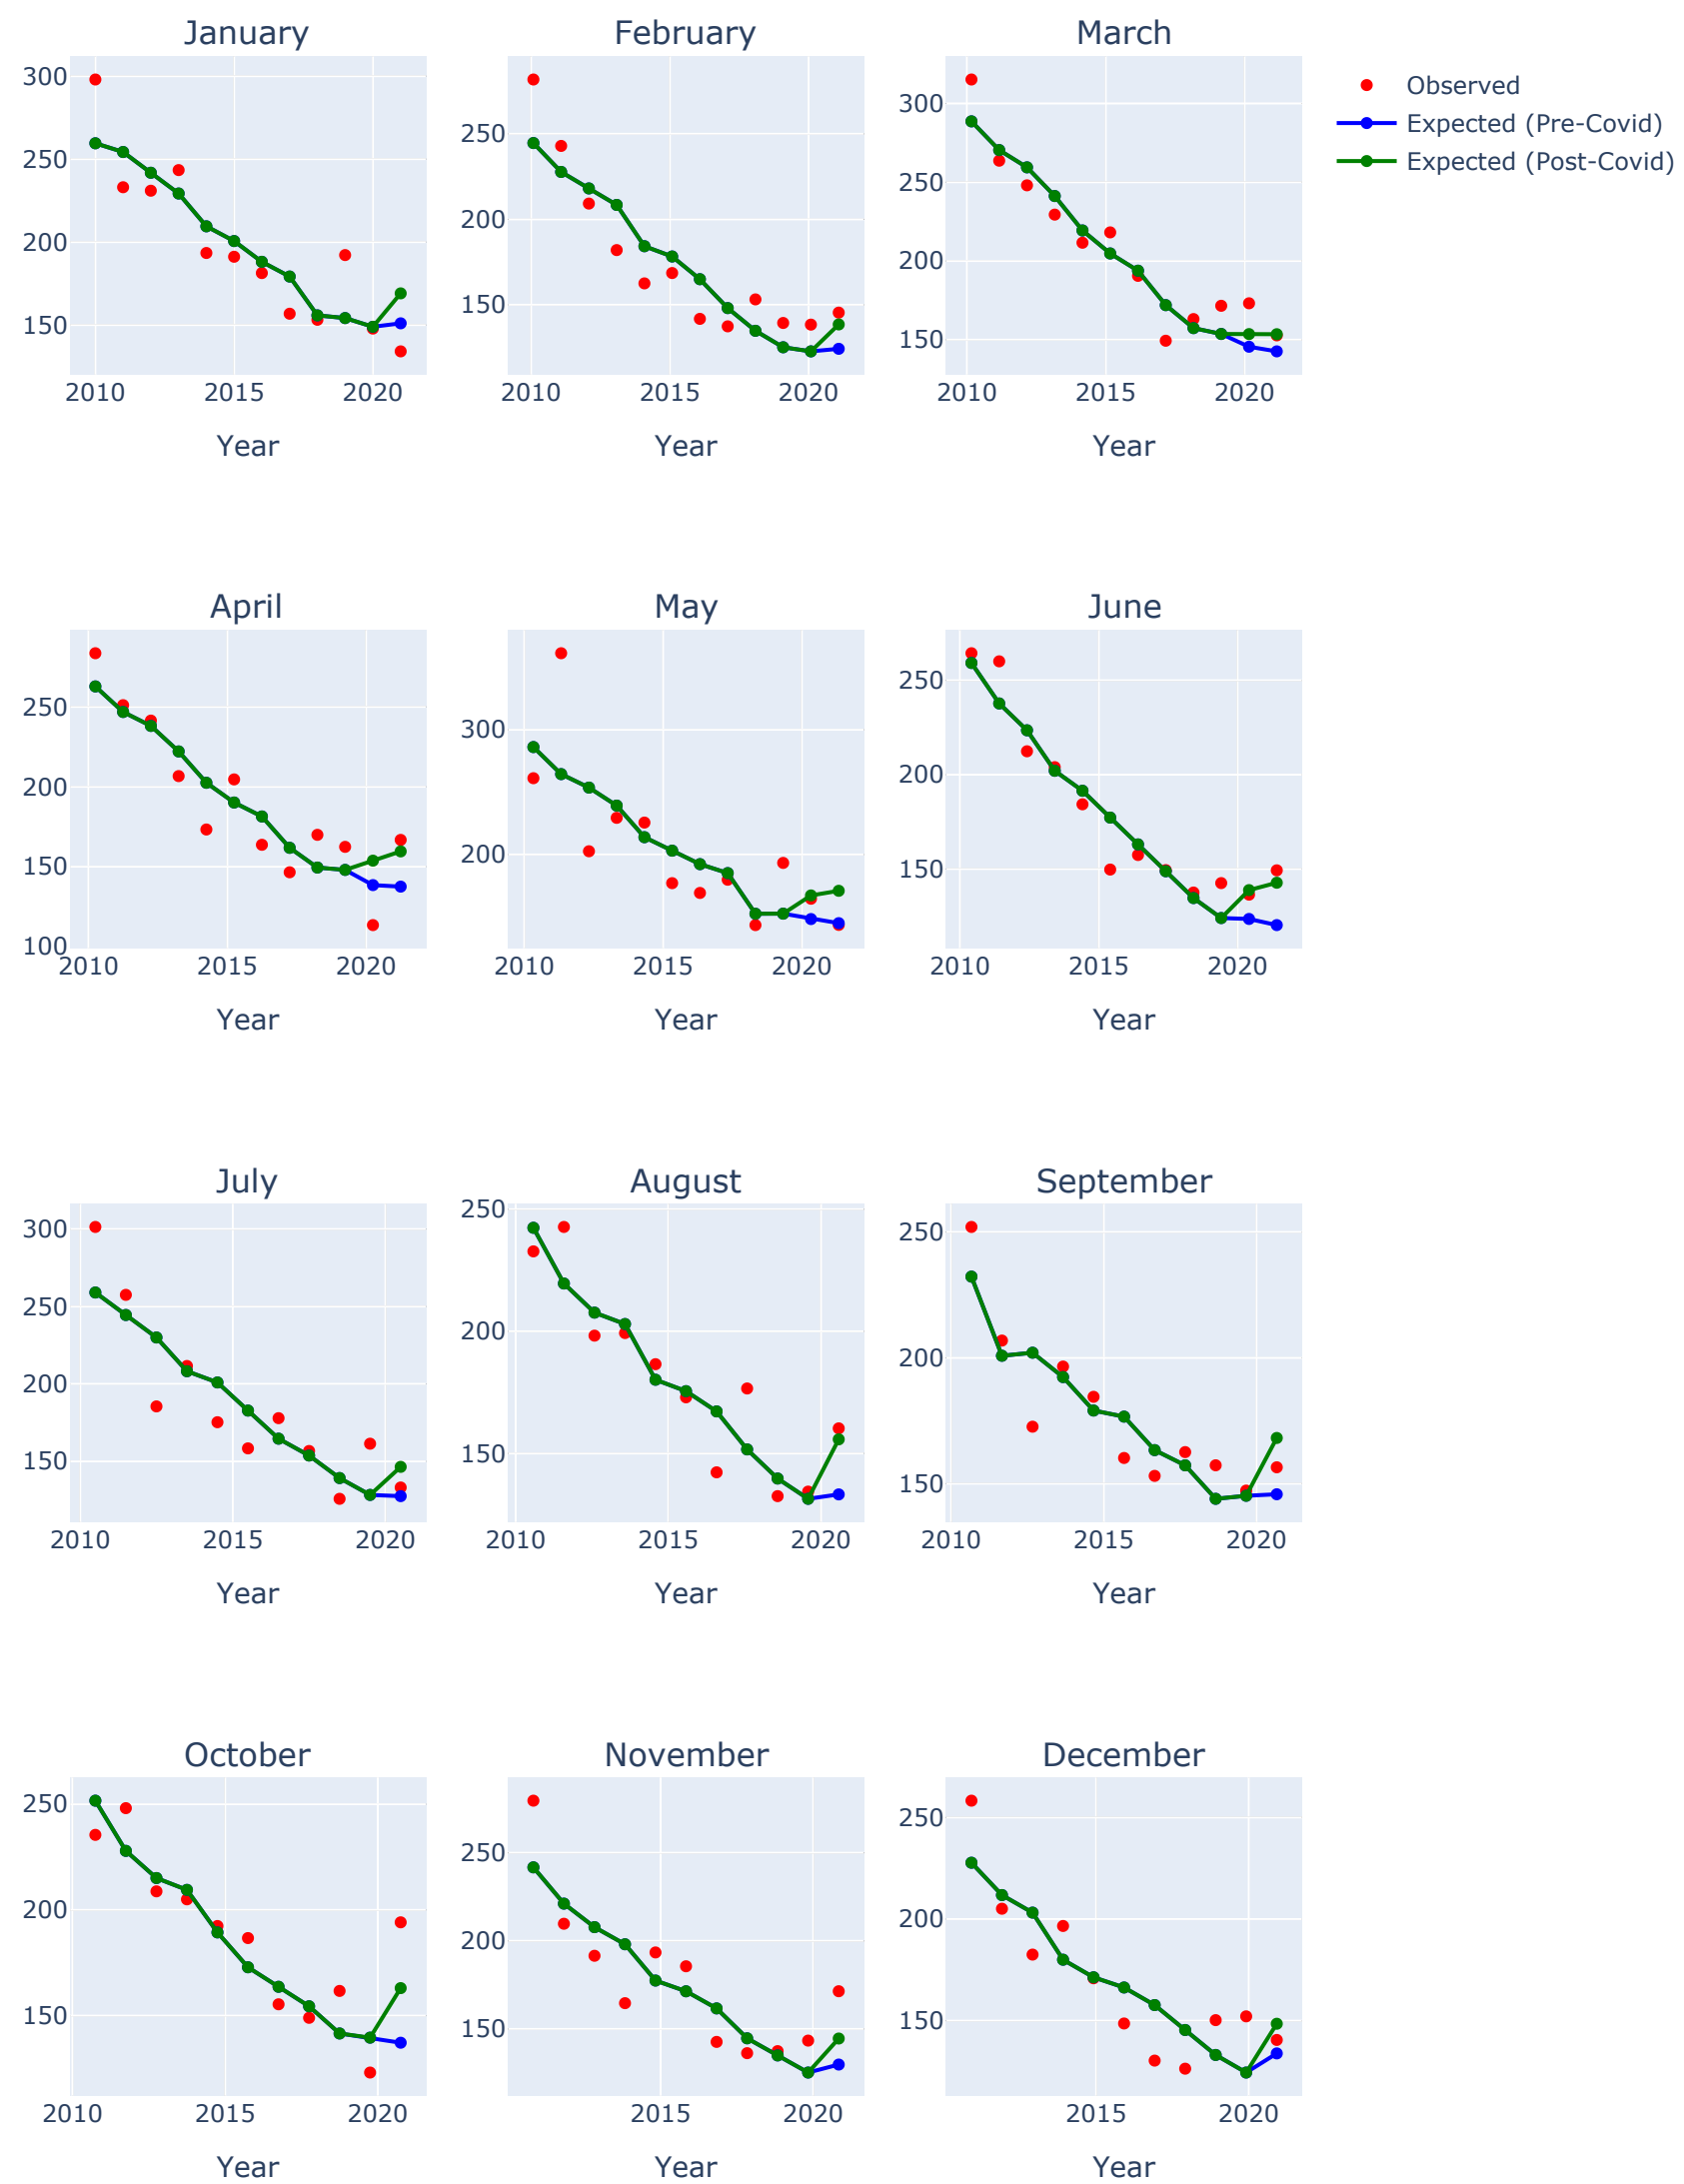 January
February
March
300
250
200
150
2010
2015
2020
Year
250
200
150
2010
2015
2020
Year
300
250
200
150
2010
2015
2020
Year
Observed
Expected (Pre-Covid)
Expected (Post-Covid)
April
May
June
250
200
150
100
2010
2015
2020
Year
300
200
2010
2015
2020
Year
250
200
150
2010
2015
2020
Year
July
August
September
300
250
200
150
2010
2015
2020
Year
250
200
150
2010
2015
2020
Year
250
200
150
2010
2015
2020
Year
October
November
December
250
200
150
2010
2015
2020
Year
250
200
150
2015
2020
Year
250
200
150
2015
2020
Year